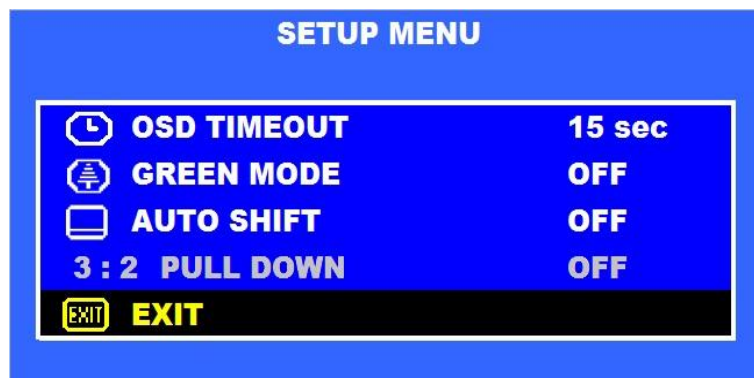 SETUP MENU
OSD TIMEOUT 15 sec
GREEN MODE OFF
AUTO SHIFT OFF
3 : 2 PULL DOWN OFF
EXIT EXIT